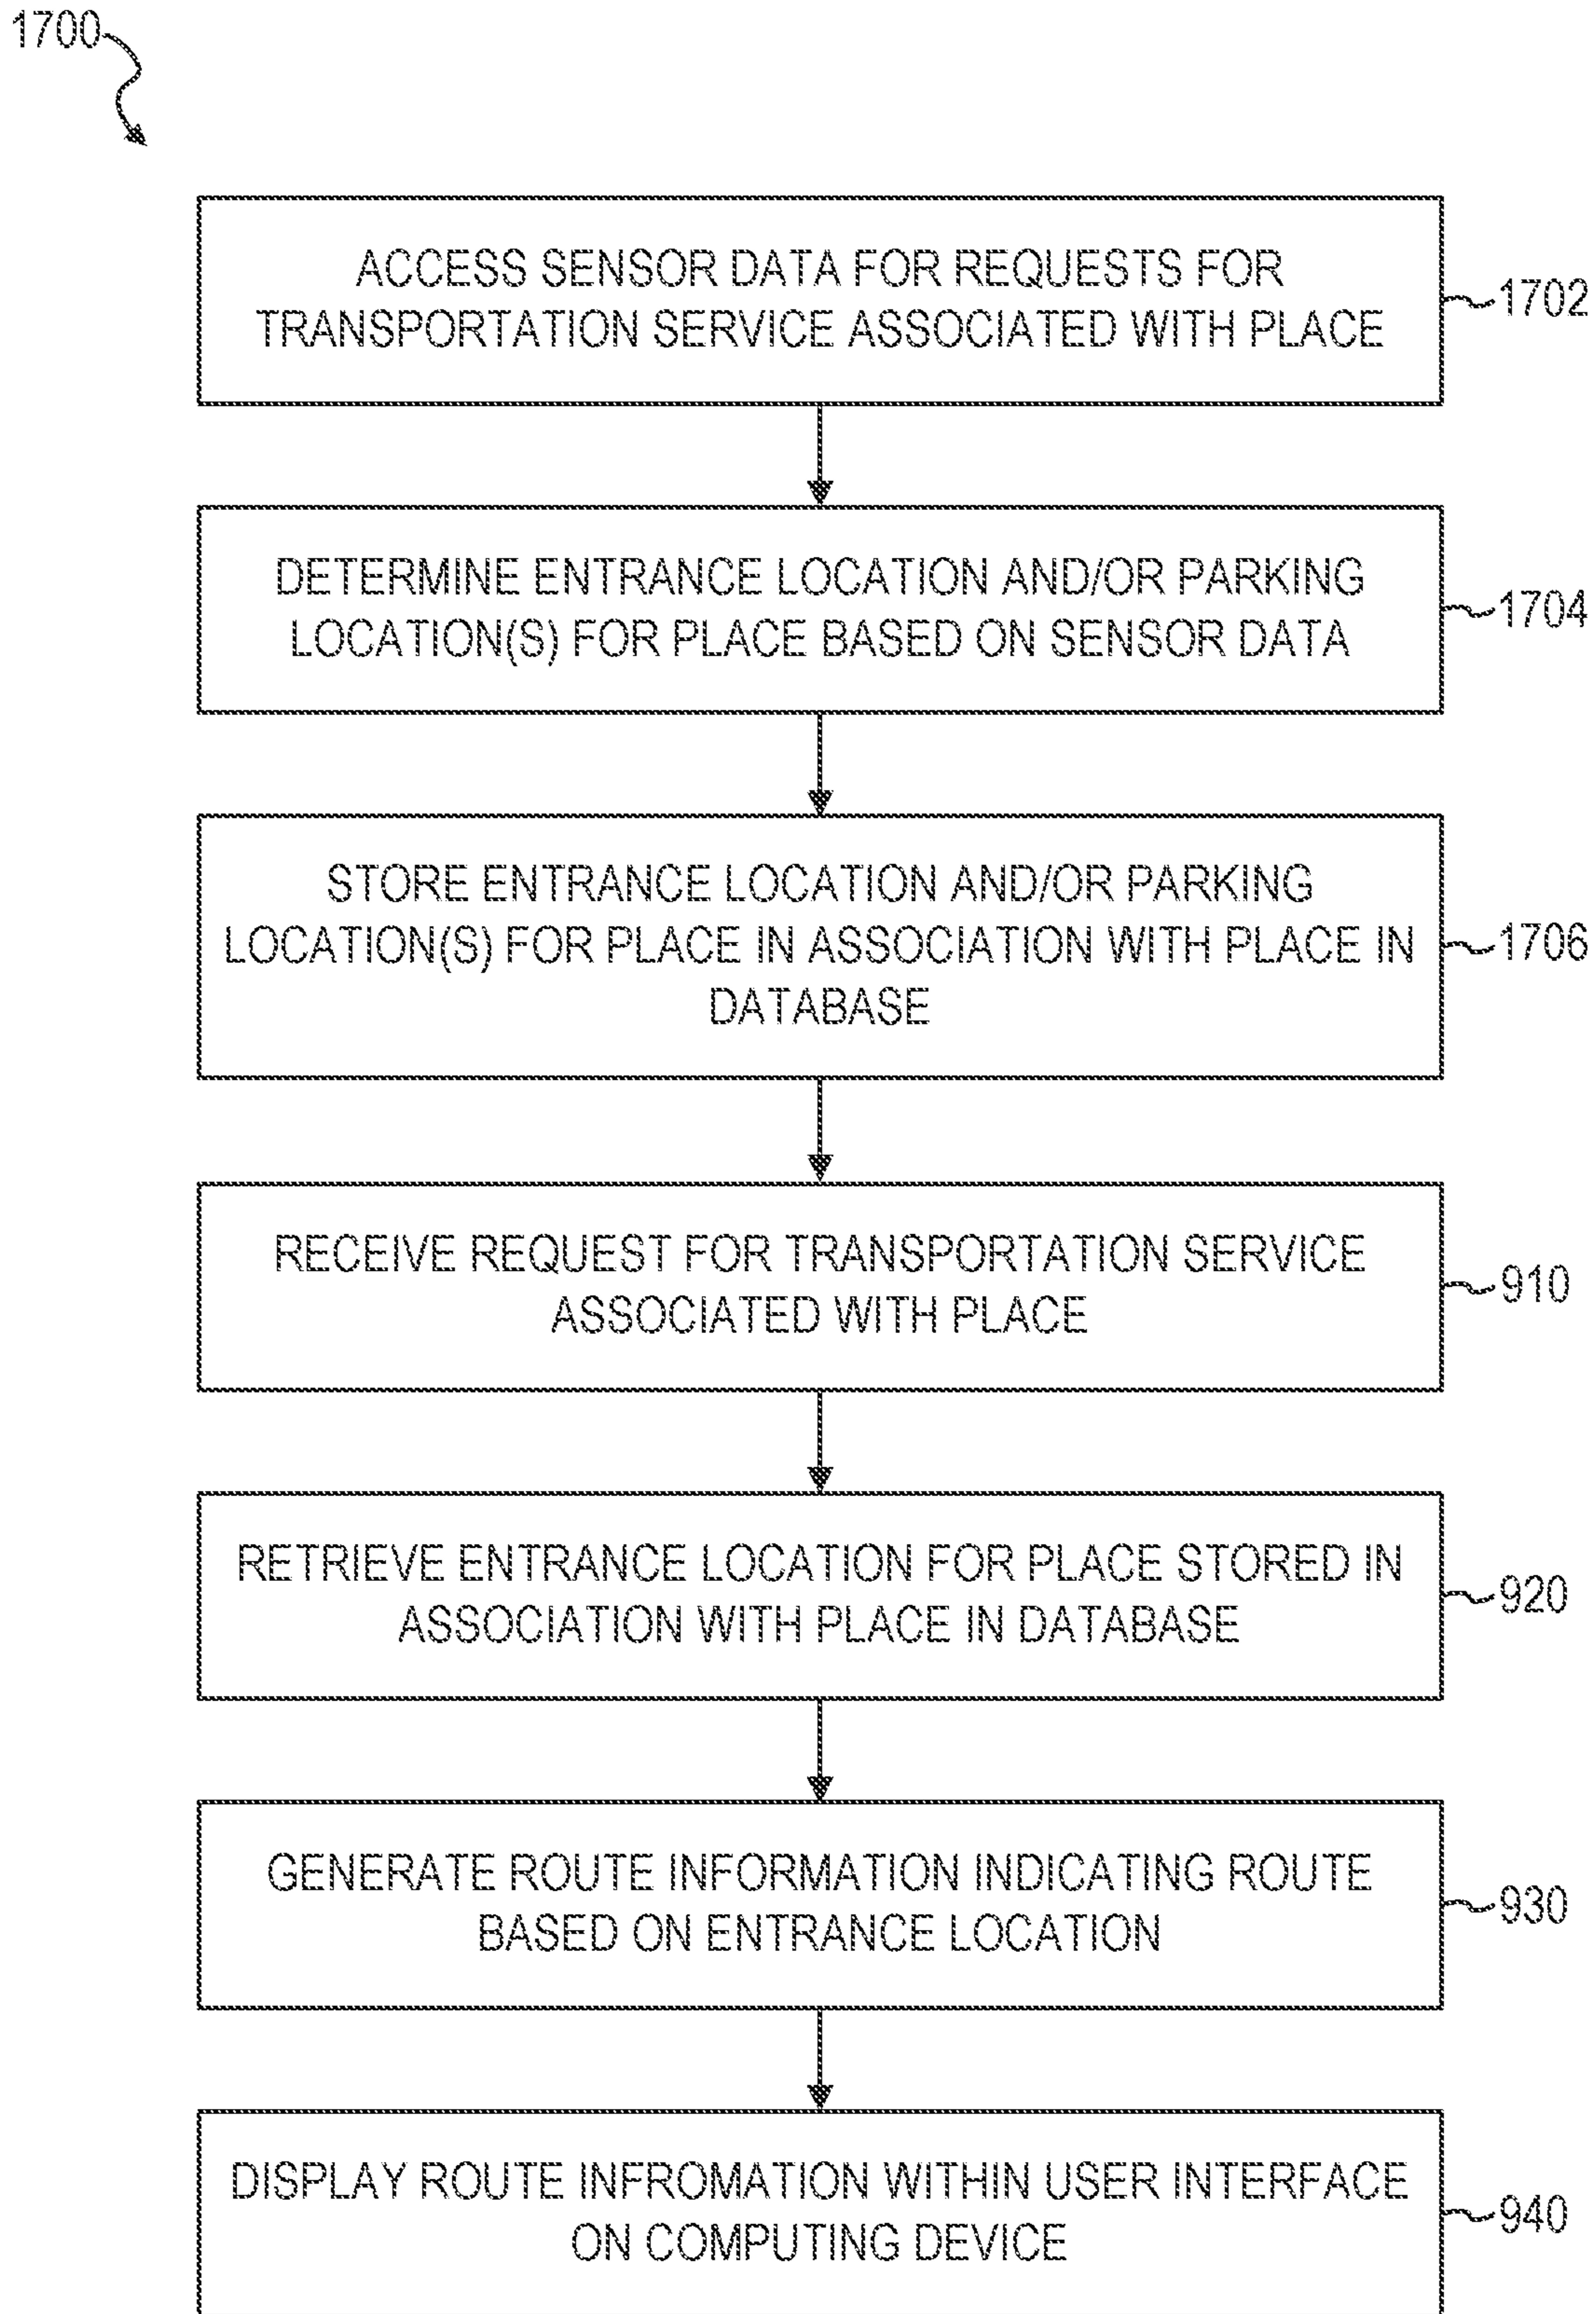 1700
ACCESS SENSOR DATA FOR REQUESTS FOR
TRANSPORTATION SERVICE ASSOCIATED WITH PLACE
1702
DETERMINE ENTRANCE LOCATION AND/OR PARKING
LOCATION(S) FOR PLACE BASED ON SENSOR DATA
1704
STORE ENTRANCE LOCATION AND/OR PARKING
LOCATION(S) FOR PLACE IN ASSOCIATION WITH PLACE IN
DATABASE
1706
RECEIVE REQUEST FOR TRANSPORTATION SERVICE
ASSOCIATED WITH PLACE
910
RETRIEVE ENTRANCE LOCATION FOR PLACE STORED IN
ASSOCIATION WITH PLACE IN DATABASE
920
GENERATE ROUTE INFORMATION INDICATING ROUTE
BASED ON ENTRANCE LOCATION
930
DISPLAY ROUTE INFROMATION WITHIN USER INTERFACE
ON COMPUTING DEVICE
940